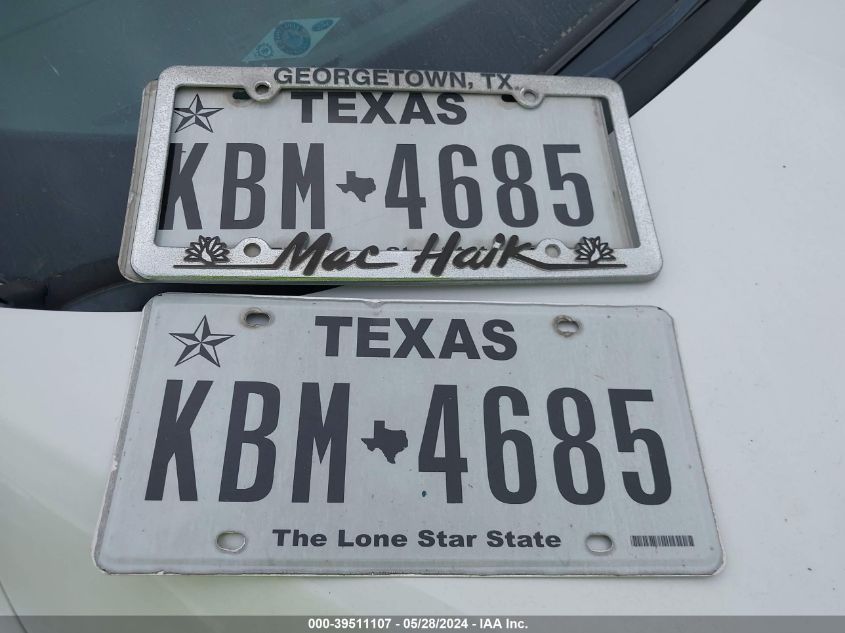 GEORGETOWN, TX.
TEXAS
KBM 4685
Mac Haik
TEXAS
KBM 4685
The Lone Star State
000-39511107 / 05/28/2024 - IAA Inc.